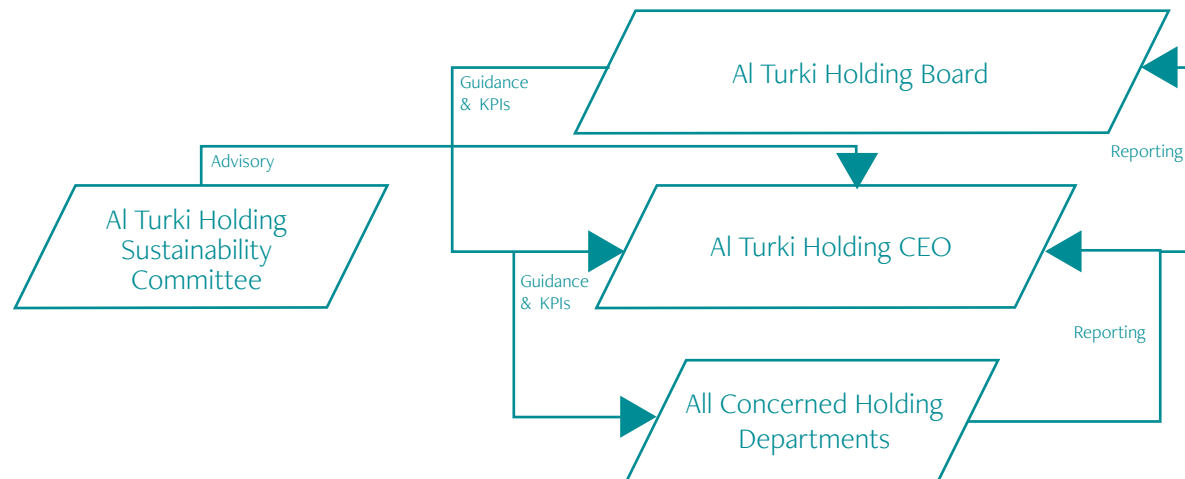 Al Turki Holding Board
Guidance
& KPIs
Reporting
Advisory
Al Turki Holding
Sustainability
Committee
Al Turki Holding CEO
Guidance
& KPIs
Reporting
All Concerned Holding
Departments